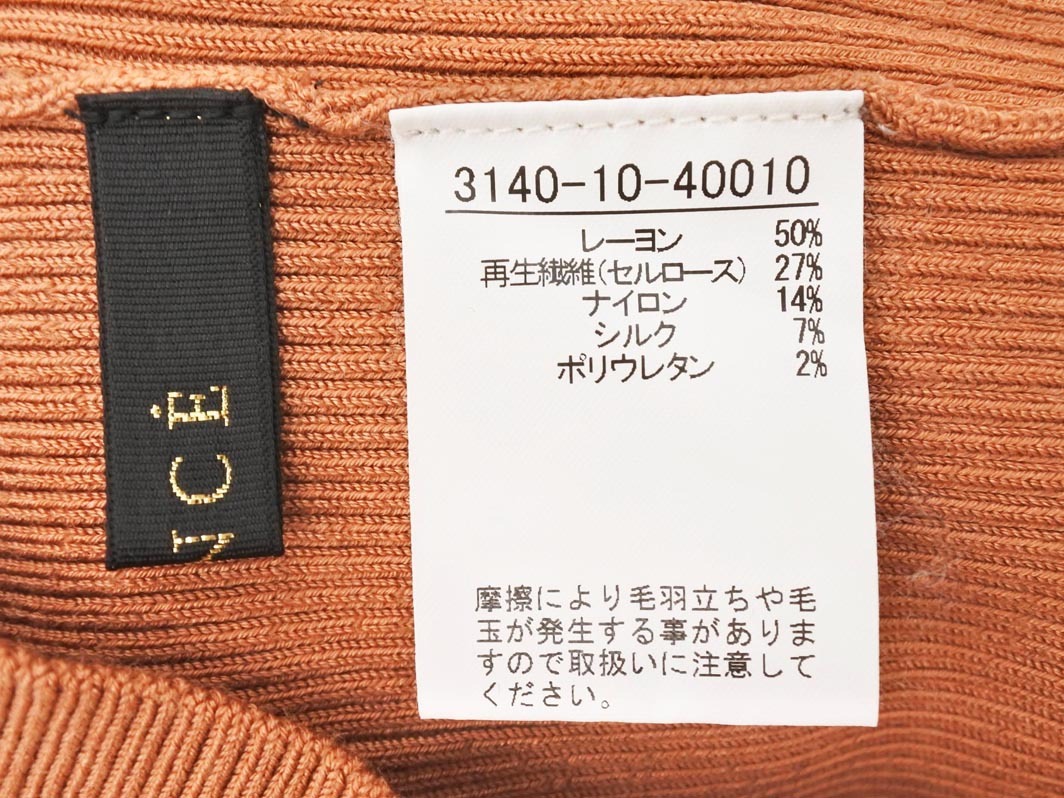 3140-10-40010
レーヨン 50%
再生繊維(セルロース) 27%
ナイロン 14%
シルク 7%
ポリウレタン 2%
摩擦により毛羽立ちや毛
玉が発生する事がありま
すので取扱いに注意して
ください。
NCĖ